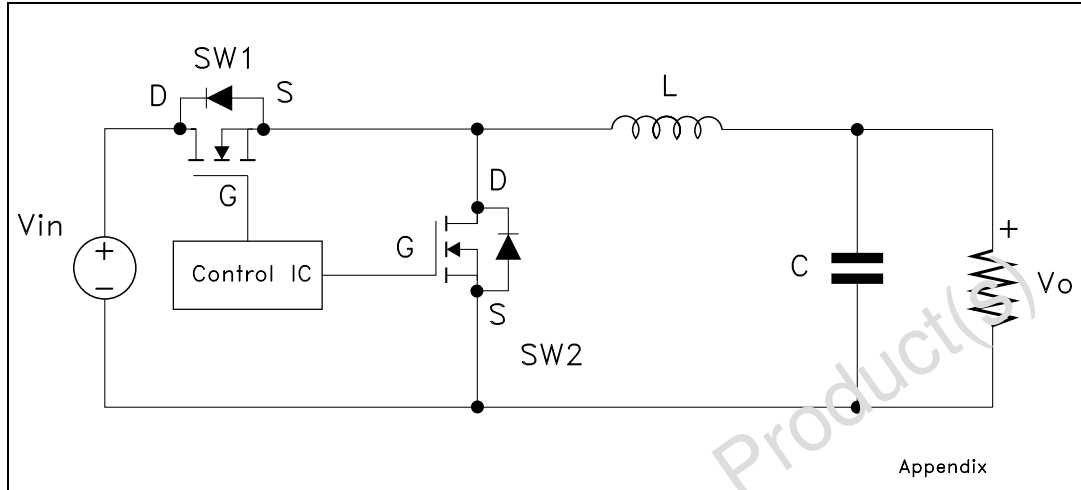 SW1
D
S
L
G
Vin
+
−
Control IC
G
D
S
SW2
C
+
Vo
Product(s)
Appendix